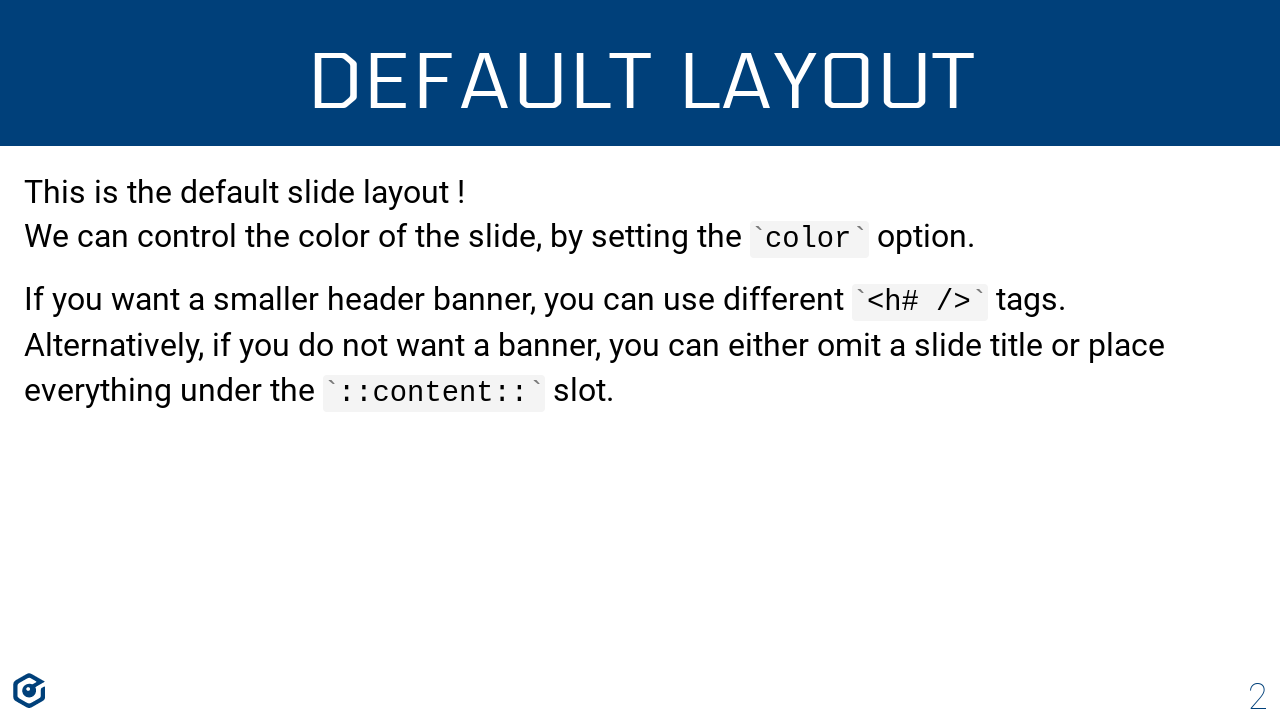 DEFAULT LAYOUT
This is the default slide layout !
We can control the color of the slide, by setting the `color` option.
If you want a smaller header banner, you can use different `<h# />` tags.
Alternatively, if you do not want a banner, you can either omit a slide title or place
everything under the `::content::` slot.
2